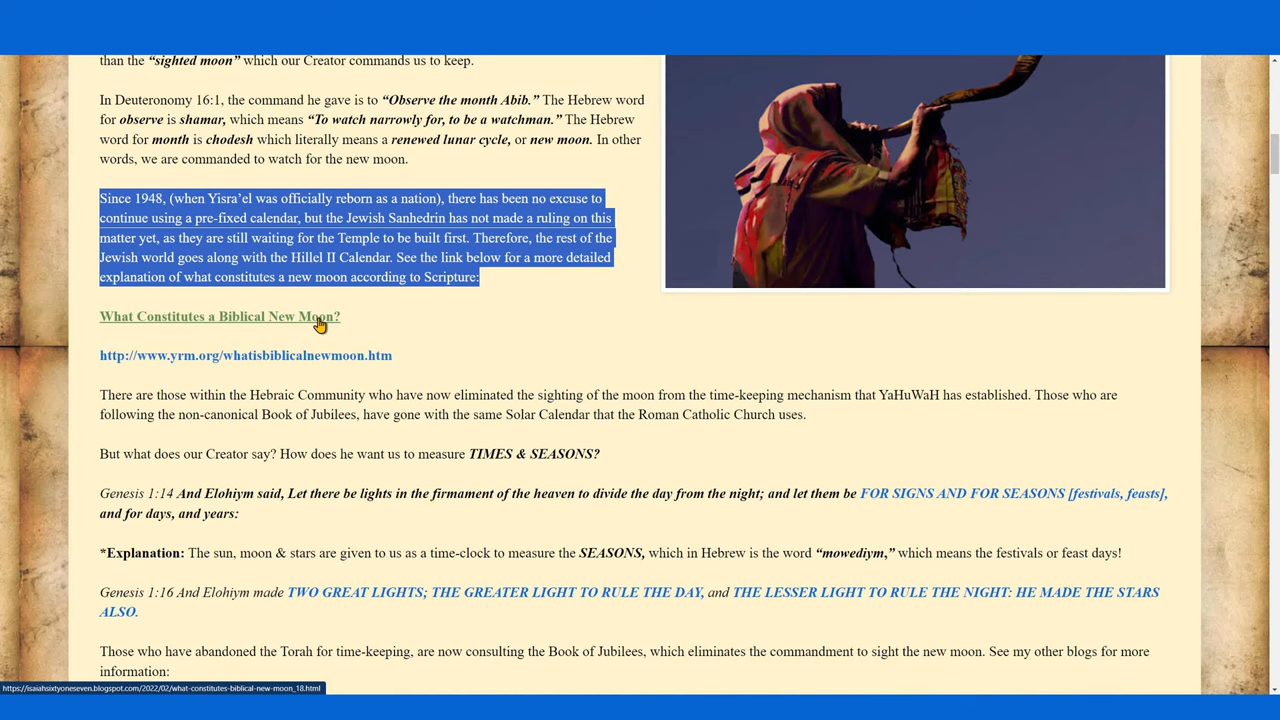 than the “sighted moon” which our Creator commands us to keep.
In Deuteronomy 16:1, the command he gave is to “Observe the month Abib.” The Hebrew word
for observe is shamar, which means “To watch narrowly for, to be a watchman.” The Hebrew
word for month is chodesh which literally means a renewed lunar cycle, or new moon. In other
words, we are commanded to watch for the new moon.
Since 1948, (when Yisra’el was officially reborn as a nation), there has been no excuse to
continue using a pre-fixed calendar, but the Jewish Sanhedrin has not made a ruling on this
matter yet, as they are still waiting for the Temple to be built first. Therefore, the rest of the
Jewish world goes along with the Hillel II Calendar. See the link below for a more detailed
explanation of what constitutes a new moon according to Scripture:
What Constitutes a Biblical New Moon?
http://www.yrm.org/whatisbiblicalnewmoon.htm
There are those within the Hebraic Community who have now eliminated the sighting of the moon from the time-keeping mechanism that YaHuWaH has established. Those who are
following the non-canonical Book of Jubilees, have gone with the same Solar Calendar that the Roman Catholic Church uses.
But what does our Creator say? How does he want us to measure TIMES & SEASONS?
Genesis 1:14 And Elohiym said, Let there be lights in the firmament of the heaven to divide the day from the night; and let them be FOR SIGNS AND FOR SEASONS [festivals, feasts],
and for days, and years:
*Explanation: The sun, moon & stars are given to us as a time-clock to measure the SEASONS, which in Hebrew is the word “mowediym,” which means the festivals or feast days!
Genesis 1:16 And Elohiym made TWO GREAT LIGHTS; THE GREATER LIGHT TO RULE THE DAY, and THE LESSER LIGHT TO RULE THE NIGHT: HE MADE THE STARS
ALSO.
Those who have abandoned the Torah for time-keeping, are now consulting the Book of Jubilees, which eliminates the commandment to sight the new moon. See my other blogs for more
information:
https://isaiahsixtyoneseven.blogspot.com/2022/02/what-constitutes-biblical-new-moon_18.html